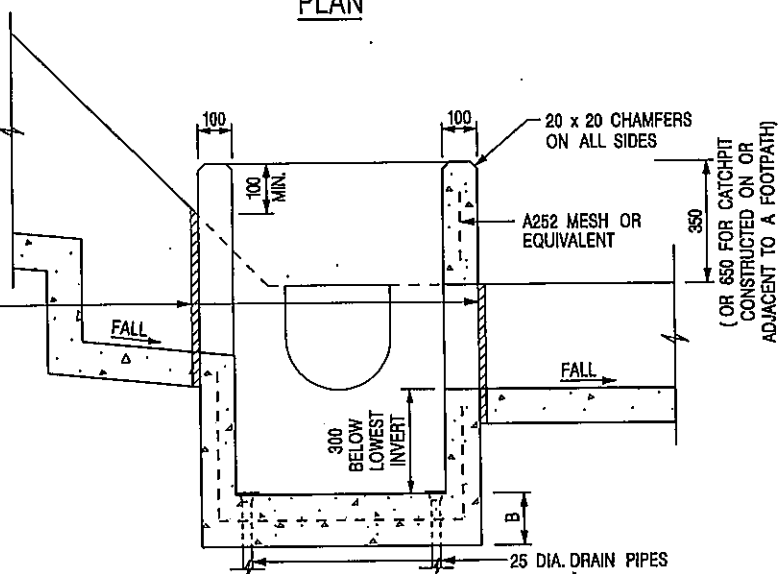 PLAN
100
100
20 x 20 CHAMFERS
ON ALL SIDES
100
MIN.
A252 MESH OR
EQUIVALENT
350
( OR 650 FOR CATCHPIT
CONSTRUCTED ON OR
ADJACENT TO A FOOTPATH)
FALL
FALL
300
BELOW
LOWEST
INVERT
B
25 DIA. DRAIN PIPES